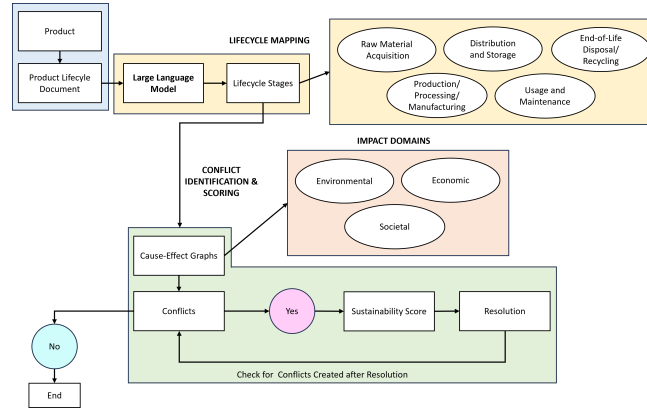 Product
Product Lifecyle
Document
LIFECYCLE MAPPING
Large Language
Model
Lifecycle Stages
Raw Material
Acquisition
Distribution
and Storage
End-of-Life
Disposal/
Recycling
Production/
Processing/
Manufacturing
Usage and
Maintenance
CONFLICT
IDENTIFICATION &
SCORING
IMPACT DOMAINS
Environmental
Economic
Societal
Cause-Effect Graphs
Conflicts
Yes
Sustainability Score
Resolution
No
End
Check for Conflicts Created after Resolution